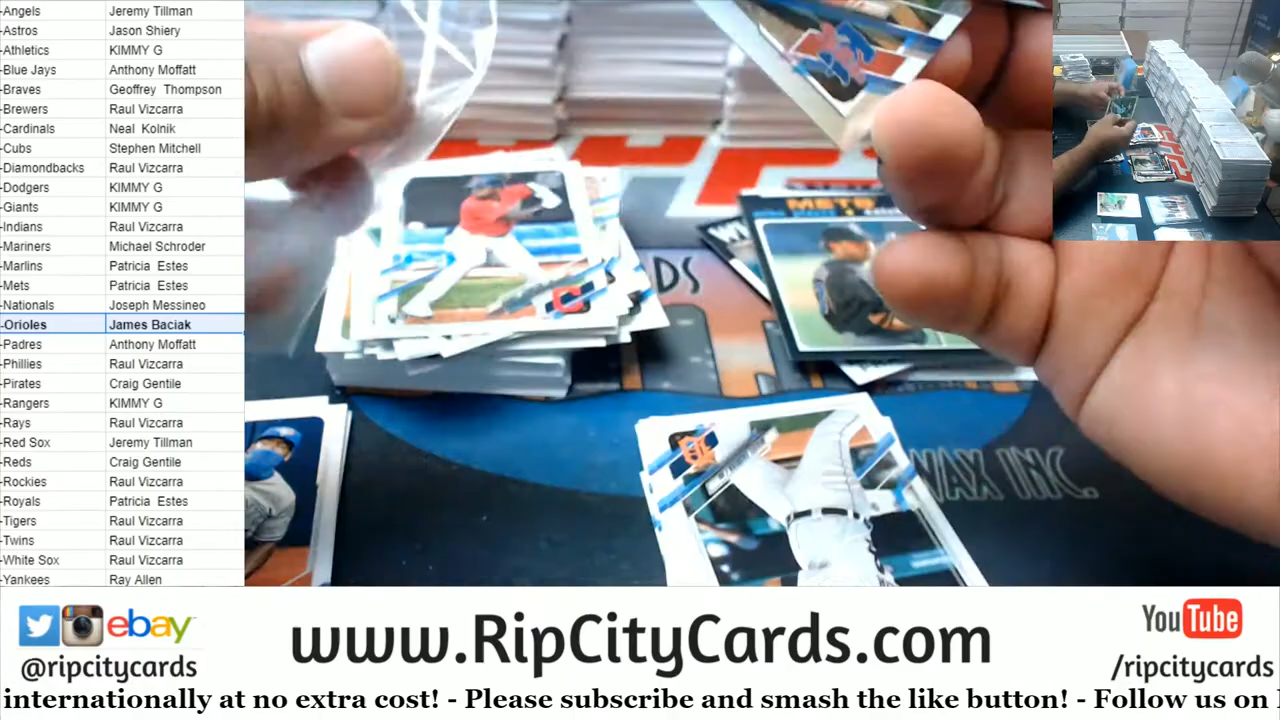 -Angels Jeremy Tillman
-Astros Jason Shiery
-Athletics KIMMY G
-Blue Jays Anthony Moffatt
-Braves Geoffrey Thompson
-Brewers Raul Vizcarra
-Cardinals Neal Kolnik
-Cubs Stephen Mitchell
-Diamondbacks Raul Vizcarra
-Dodgers KIMMY G
-Giants KIMMY G
-Indians Raul Vizcarra
-Mariners Michael Schroder
-Marlins Patricia Estes
-Mets Patricia Estes
-Nationals Joseph Messineo
-Orioles James Baciak
-Padres Anthony Moffatt
-Phillies Raul Vizcarra
-Pirates Craig Gentile
-Rangers KIMMY G
-Rays Raul Vizcarra
-Red Sox Jeremy Tillman
-Reds Craig Gentile
-Rockies Raul Vizcarra
-Royals Patricia Estes
-Tigers Raul Vizcarra
-Twins Raul Vizcarra
-White Sox Raul Vizcarra
-Yankees Ray Allen
METS
C
DS
WAX INC.
ebay
@ripcitycards
www.RipCityCards.com
YouTube
/ripcitycards
internationally at no extra cost! - Please subscribe and smash the like button! - Follow us on